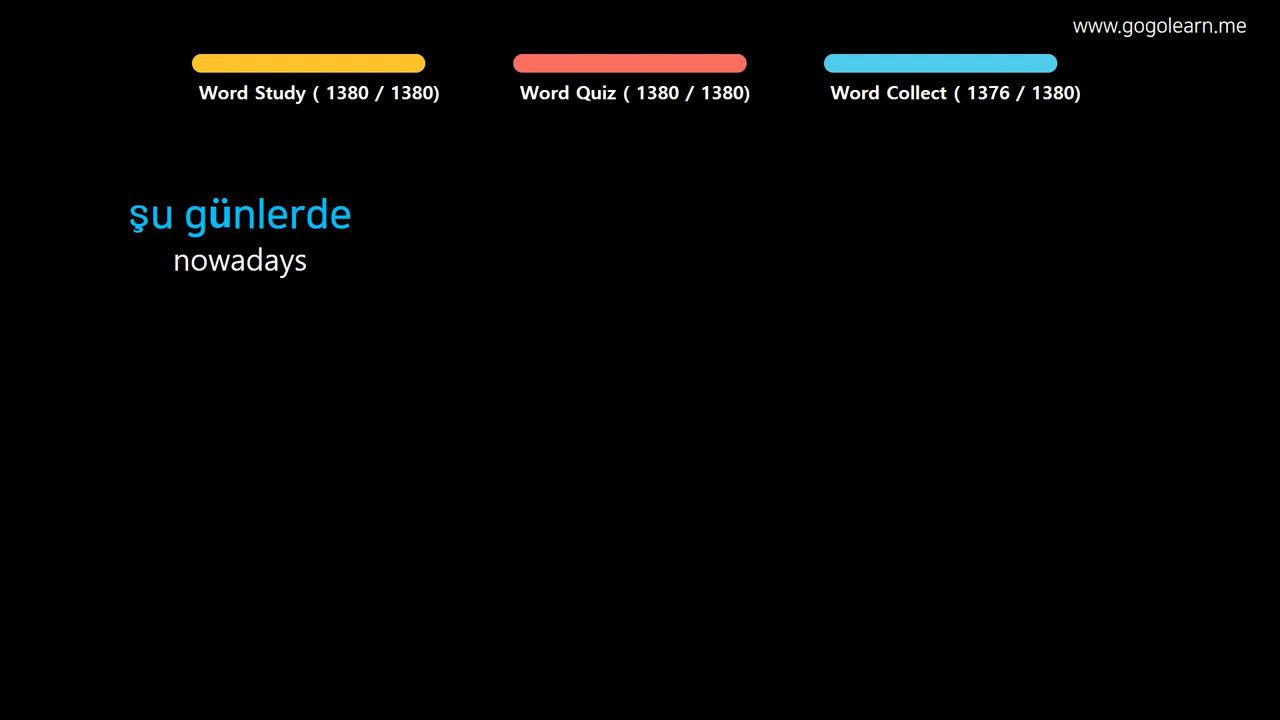 www.gogolearn.me
Word Study ( 1380 / 1380)
Word Quiz ( 1380 / 1380)
Word Collect ( 1376 / 1380)
şu günlerde
nowadays